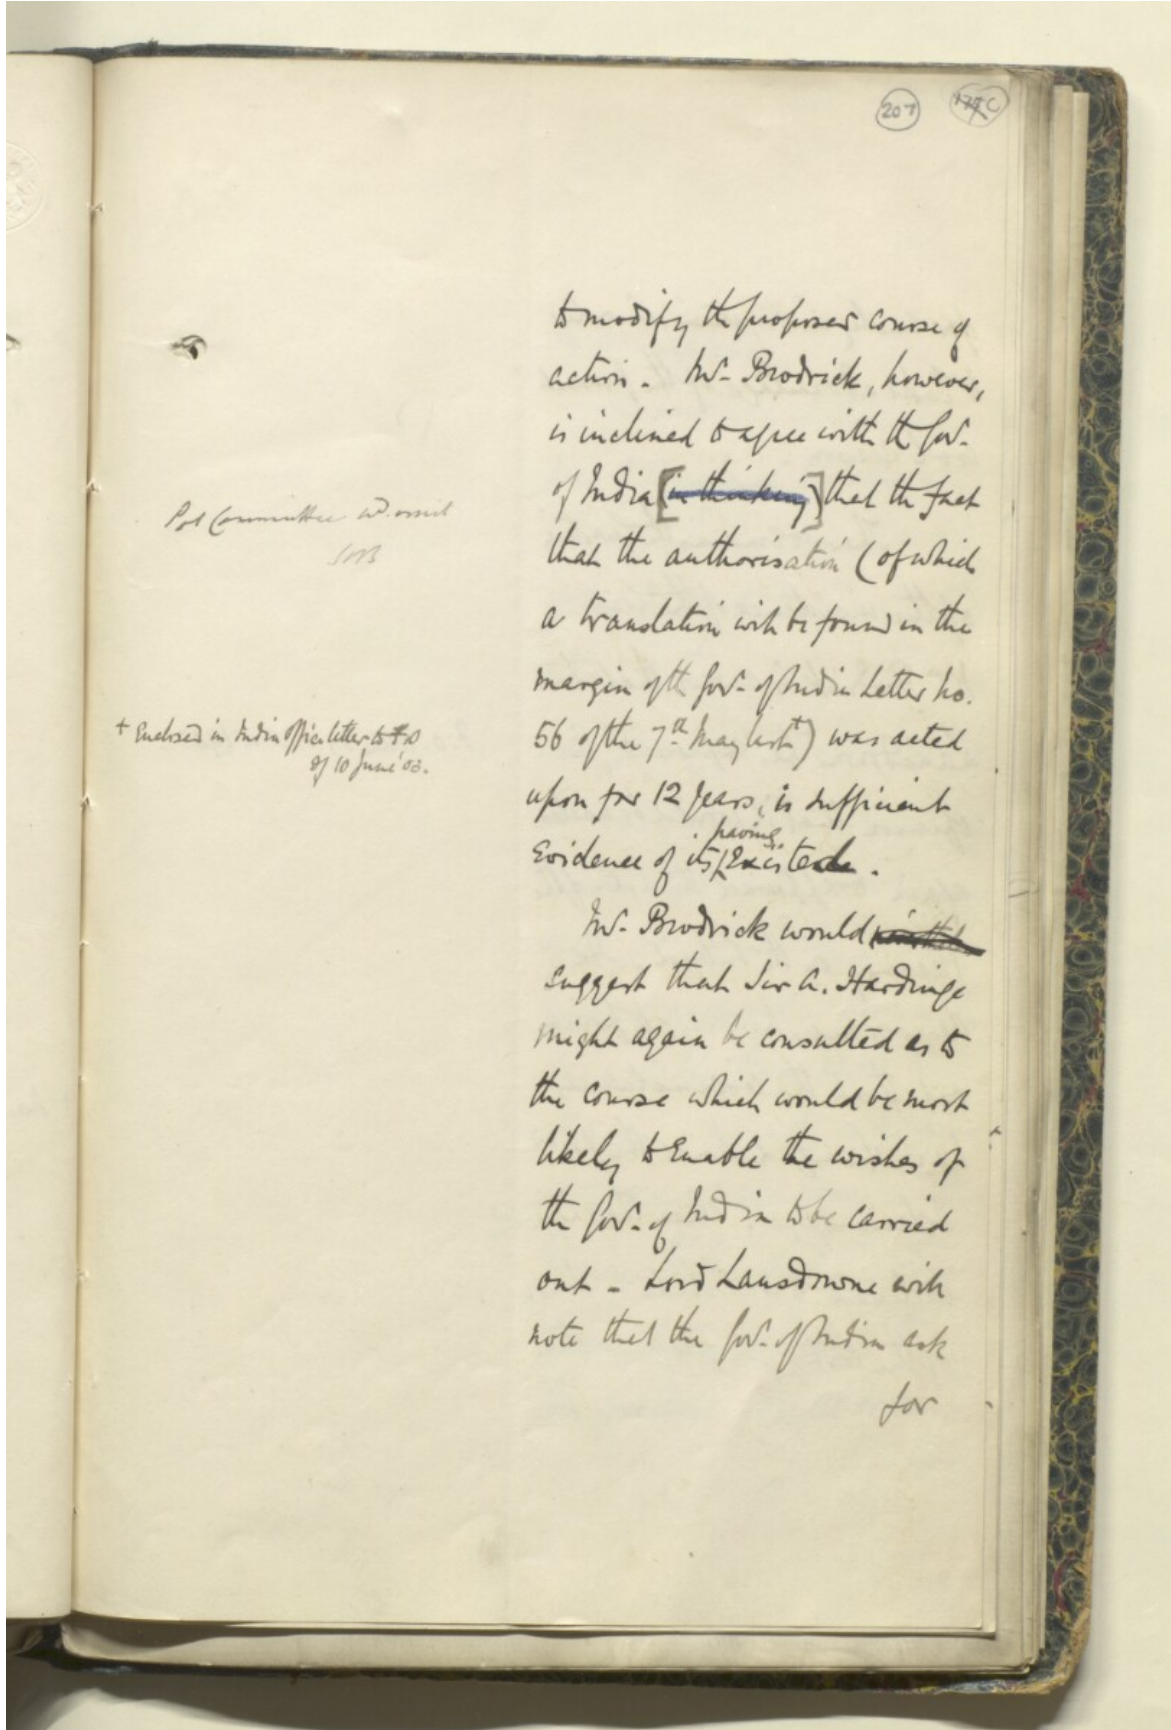 207
to modify the proposed course of
action. Mr. Brodrick, however,
is inclined to agree with the Govt.
of India [in thinking] that the fact
Pol Committee wd. omit
that the authorisation (of which
a translation will be found in the
margin of the Govt. of India Letter No.
+ Enclosed in India Office letter to F.O
of 10 June '03.
56 of the 7th May last+) was acted
upon for 12 years, is sufficient
having
Evidence of its existed.
Mr. Brodrick would
suggest that Sir A. Hardinge
might again be consulted as to
the course which would be most
likely to Enable the wishes of
the Govt. of India to be carried
out - Lord Lansdowne will
note that the Govt. of India ask
for